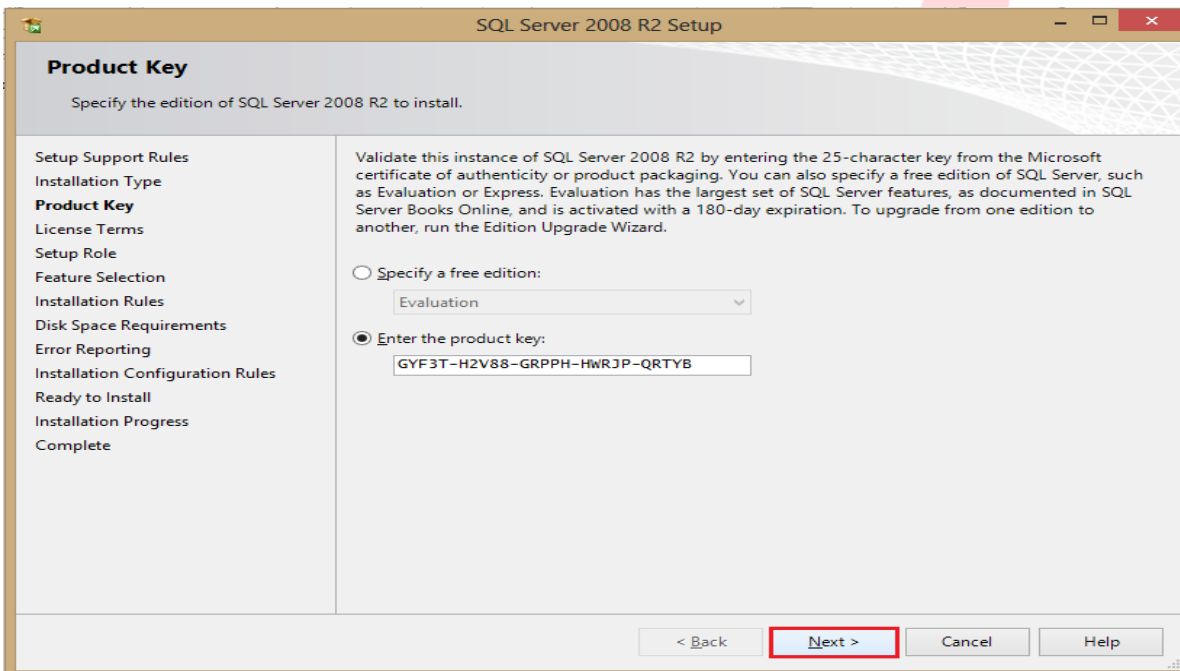 SQL Server 2008 R2 Setup
Product Key
Specify the edition of SQL Server 2008 R2 to install.
Setup Support Rules
Installation Type
Product Key
License Terms
Setup Role
Feature Selection
Installation Rules
Disk Space Requirements
Error Reporting
Installation Configuration Rules
Ready to Install
Installation Progress
Complete
Validate this instance of SQL Server 2008 R2 by entering the 25-character key from the Microsoft
certificate of authenticity or product packaging. You can also specify a free edition of SQL Server, such
as Evaluation or Express. Evaluation has the largest set of SQL Server features, as documented in SQL
Server Books Online, and is activated with a 180-day expiration. To upgrade from one edition to
another, run the Edition Upgrade Wizard.
Specify a free edition:
Evaluation
Enter the product key:
GYF3T-H2V88-GRPPH-HWRJP-QRTYB
< Back
Next >
Cancel
Help